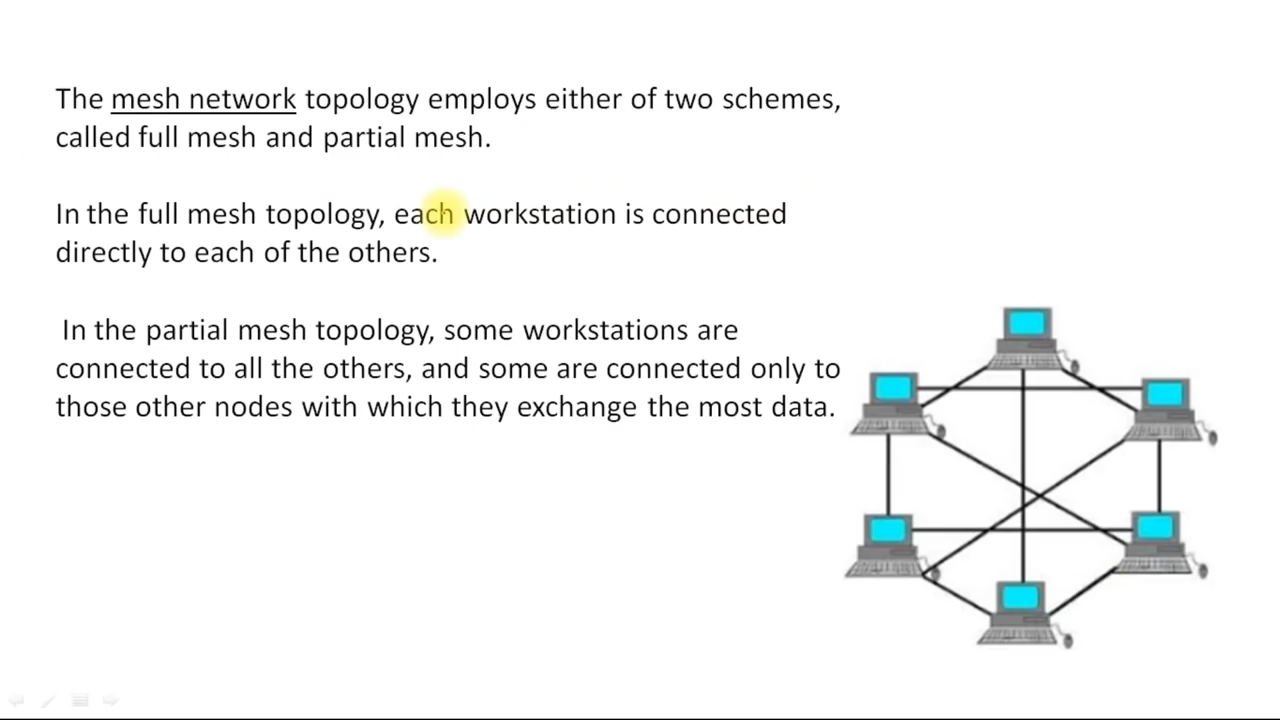 The mesh network topology employs either of two schemes,
called full mesh and partial mesh.
In the full mesh topology, each workstation is connected
directly to each of the others.
In the partial mesh topology, some workstations are
connected to all the others, and some are connected only to
those other nodes with which they exchange the most data.